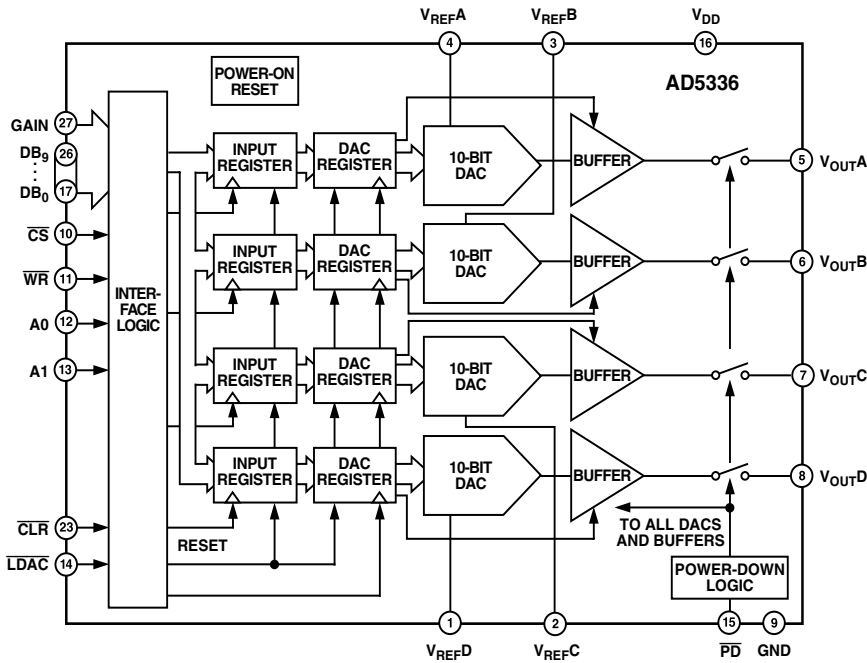 VREFA VREFB VDD
4 3 16
POWER-ON
RESET
AD5336
GAIN 27
DB9 26
DB0 17
CS 10
WR 11
A0 12
A1 13
CLR 23
LDAC 14
INTER-
FACE
LOGIC
INPUT
REGISTER
DAC
REGISTER
10-BIT
DAC
BUFFER
5 VOUTA
INPUT
REGISTER
DAC
REGISTER
10-BIT
DAC
BUFFER
6 VOUTB
INPUT
REGISTER
DAC
REGISTER
10-BIT
DAC
BUFFER
7 VOUTC
INPUT
REGISTER
DAC
REGISTER
10-BIT
DAC
BUFFER
8 VOUTD
RESET
TO ALL DACS
AND BUFFERS
POWER-DOWN
LOGIC
1 2 15 9
VREFD VREFC PD GND